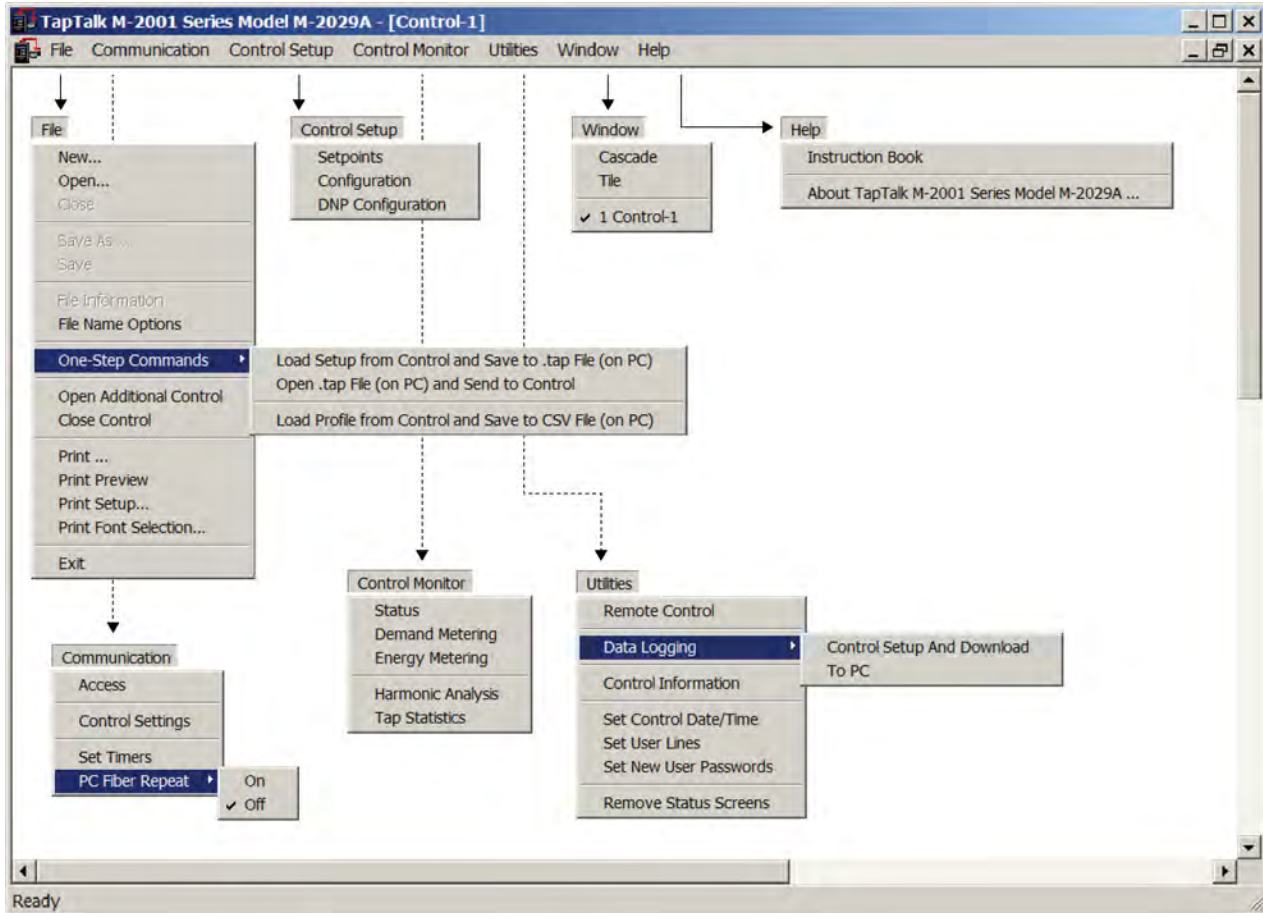 TapTalk M-2001 Series Model M-2029A - [Control-1]
File Communication Control Setup Control Monitor Utilities Window Help
File
New...
Open...
Close
Save As ...
Save
File Information
File Name Options
One-Step Commands
Open Additional Control
Close Control
Print ...
Print Preview
Print Setup...
Print Font Selection...
Exit
Load Setup from Control and Save to .tap File (on PC)
Open .tap File (on PC) and Send to Control
Load Profile from Control and Save to CSV File (on PC)
Control Setup
Setpoints
Configuration
DNP Configuration
Window
Cascade
Tile
✓ 1 Control-1
Help
Instruction Book
About TapTalk M-2001 Series Model M-2029A ...
Communication
Access
Control Settings
Set Timers
PC Fiber Repeat
On
✓ Off
Control Monitor
Status
Demand Metering
Energy Metering
Harmonic Analysis
Tap Statistics
Utilities
Remote Control
Data Logging
Control Information
Set Control Date/Time
Set User Lines
Set New User Passwords
Remove Status Screens
Control Setup And Download
To PC
Ready